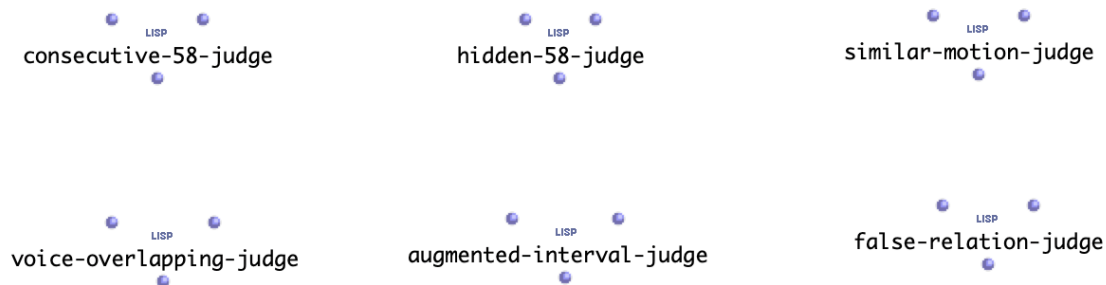 LISP
consecutive-58-judge
LISP
hidden-58-judge
LISP
similar-motion-judge
LISP
voice-overlapping-judge
LISP
augmented-interval-judge
LISP
false-relation-judge